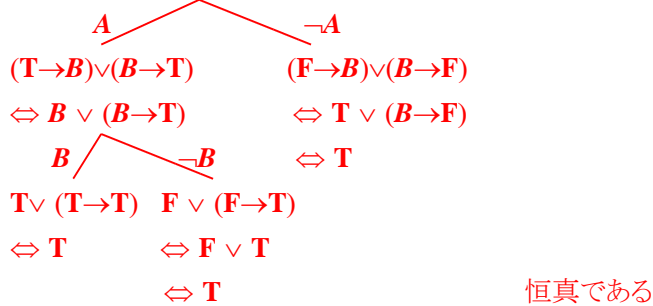 A ¬A
(T→B)∨(B→T) (F→B)∨(B→F)
⇔ B ∨ (B→T) ⇔ T ∨ (B→F)
B ¬B ⇔ T
T∨ (T→T) F ∨ (F→T)
⇔ T ⇔ F ∨ T
⇔ T 恒真である